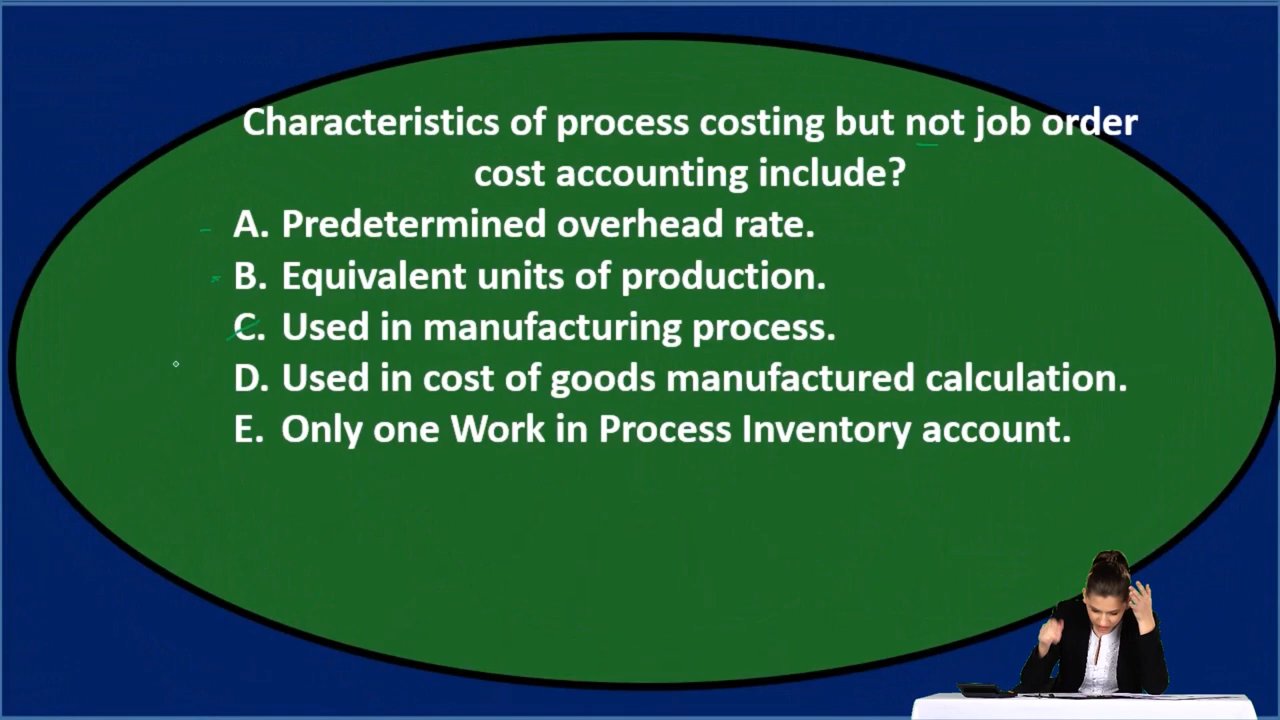 Characteristics of process costing but not job order
cost accounting include?
A. Predetermined overhead rate.
B. Equivalent units of production.
C. Used in manufacturing process.
D. Used in cost of goods manufactured calculation.
E. Only one Work in Process Inventory account.